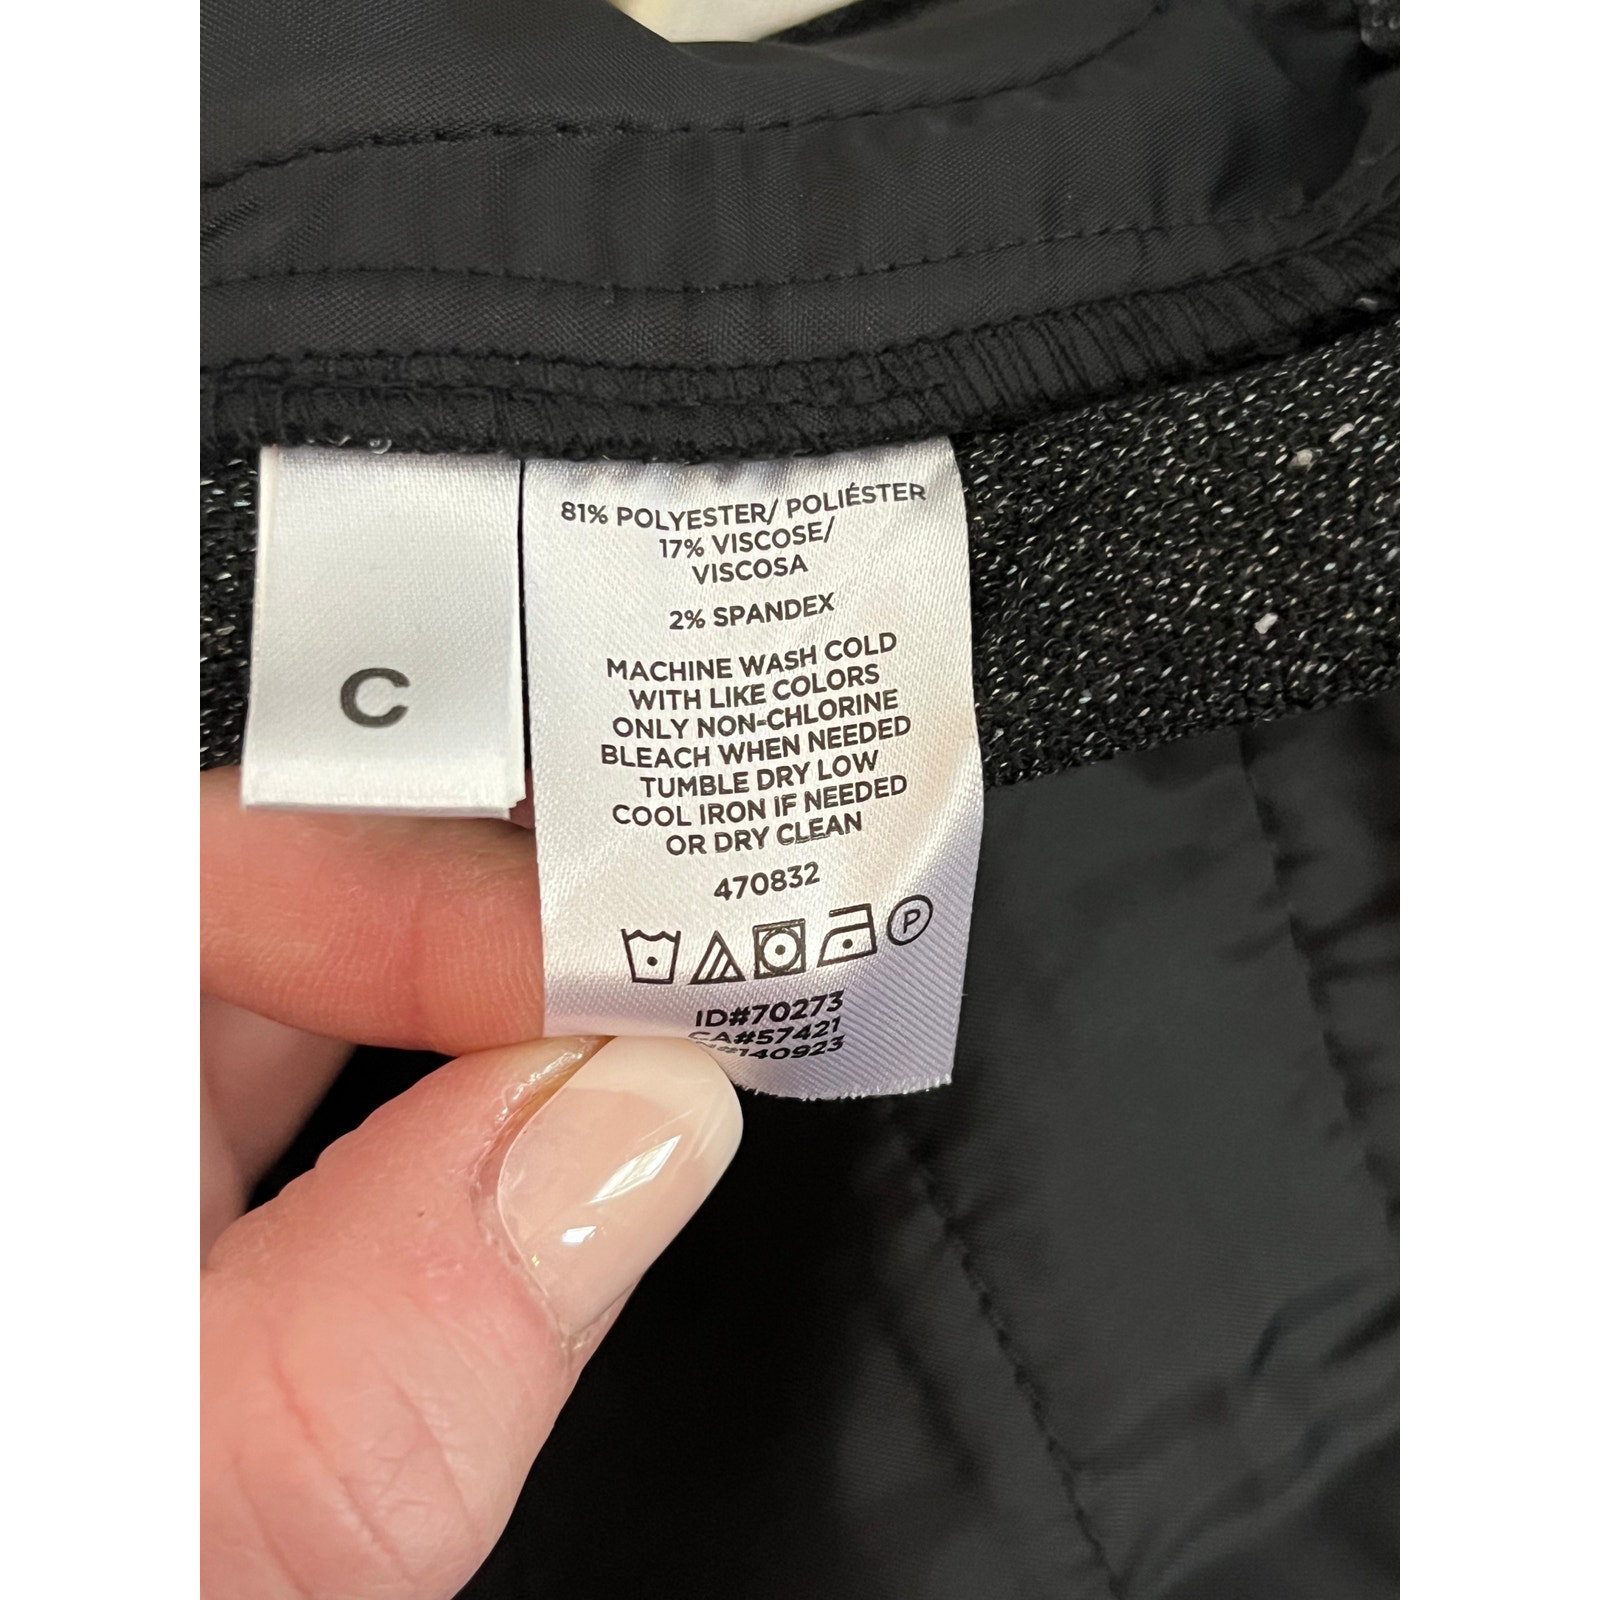 C
81% POLYESTER/ POLIÉSTER
17% VISCOSE/
VISCOSA
2% SPANDEX
MACHINE WASH COLD
WITH LIKE COLORS
ONLY NON-CHLORINE
BLEACH WHEN NEEDED
TUMBLE DRY LOW
COOL IRON IF NEEDED
OR DRY CLEAN
470832
P
ID#70273
CA#57421
#140923